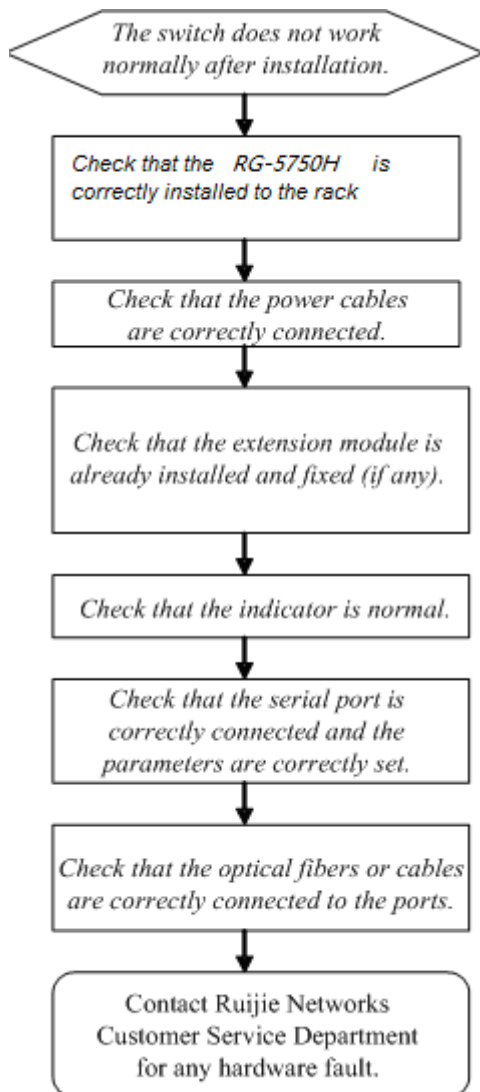 The switch does not work
normally after installation.
Check that the RG-5750H is
correctly installed to the rack
Check that the power cables
are correctly connected.
Check that the extension module is
already installed and fixed (if any).
Check that the indicator is normal.
Check that the serial port is
correctly connected and the
parameters are correctly set.
Check that the optical fibers or cables
are correctly connected to the ports.
Contact Ruijie Networks
Customer Service Department
for any hardware fault.